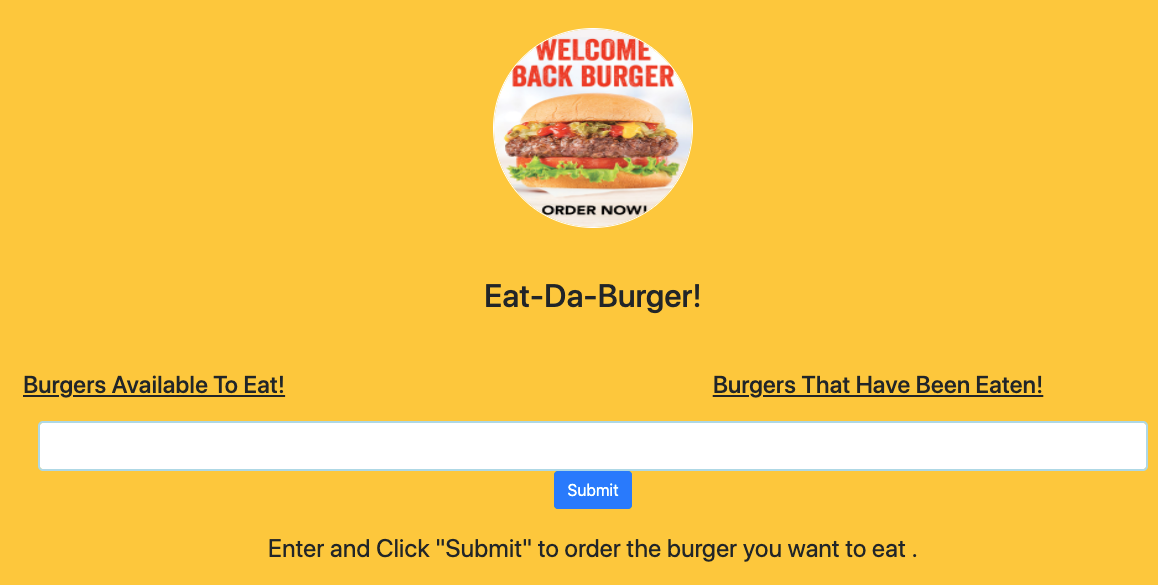 WELCOME
BACK BURGER
ORDER NOW!
Eat-Da-Burger!
Burgers Available To Eat!
Burgers That Have Been Eaten!
Submit
Enter and Click "Submit" to order the burger you want to eat .